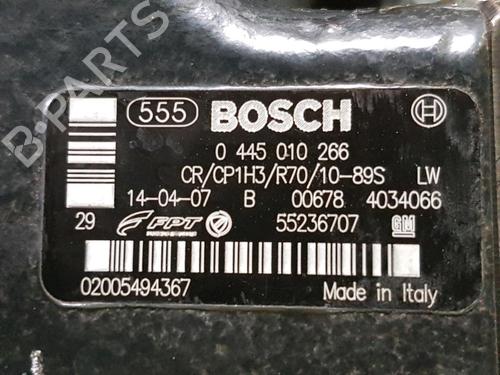 B-PARTS
555 BOSCH
0 445 010 266
CR/CP1H3/R70/10-89S LW
14-04-07 B 00678 4034066
29 FPT 55236707 GM
02005494367 Made in Italy